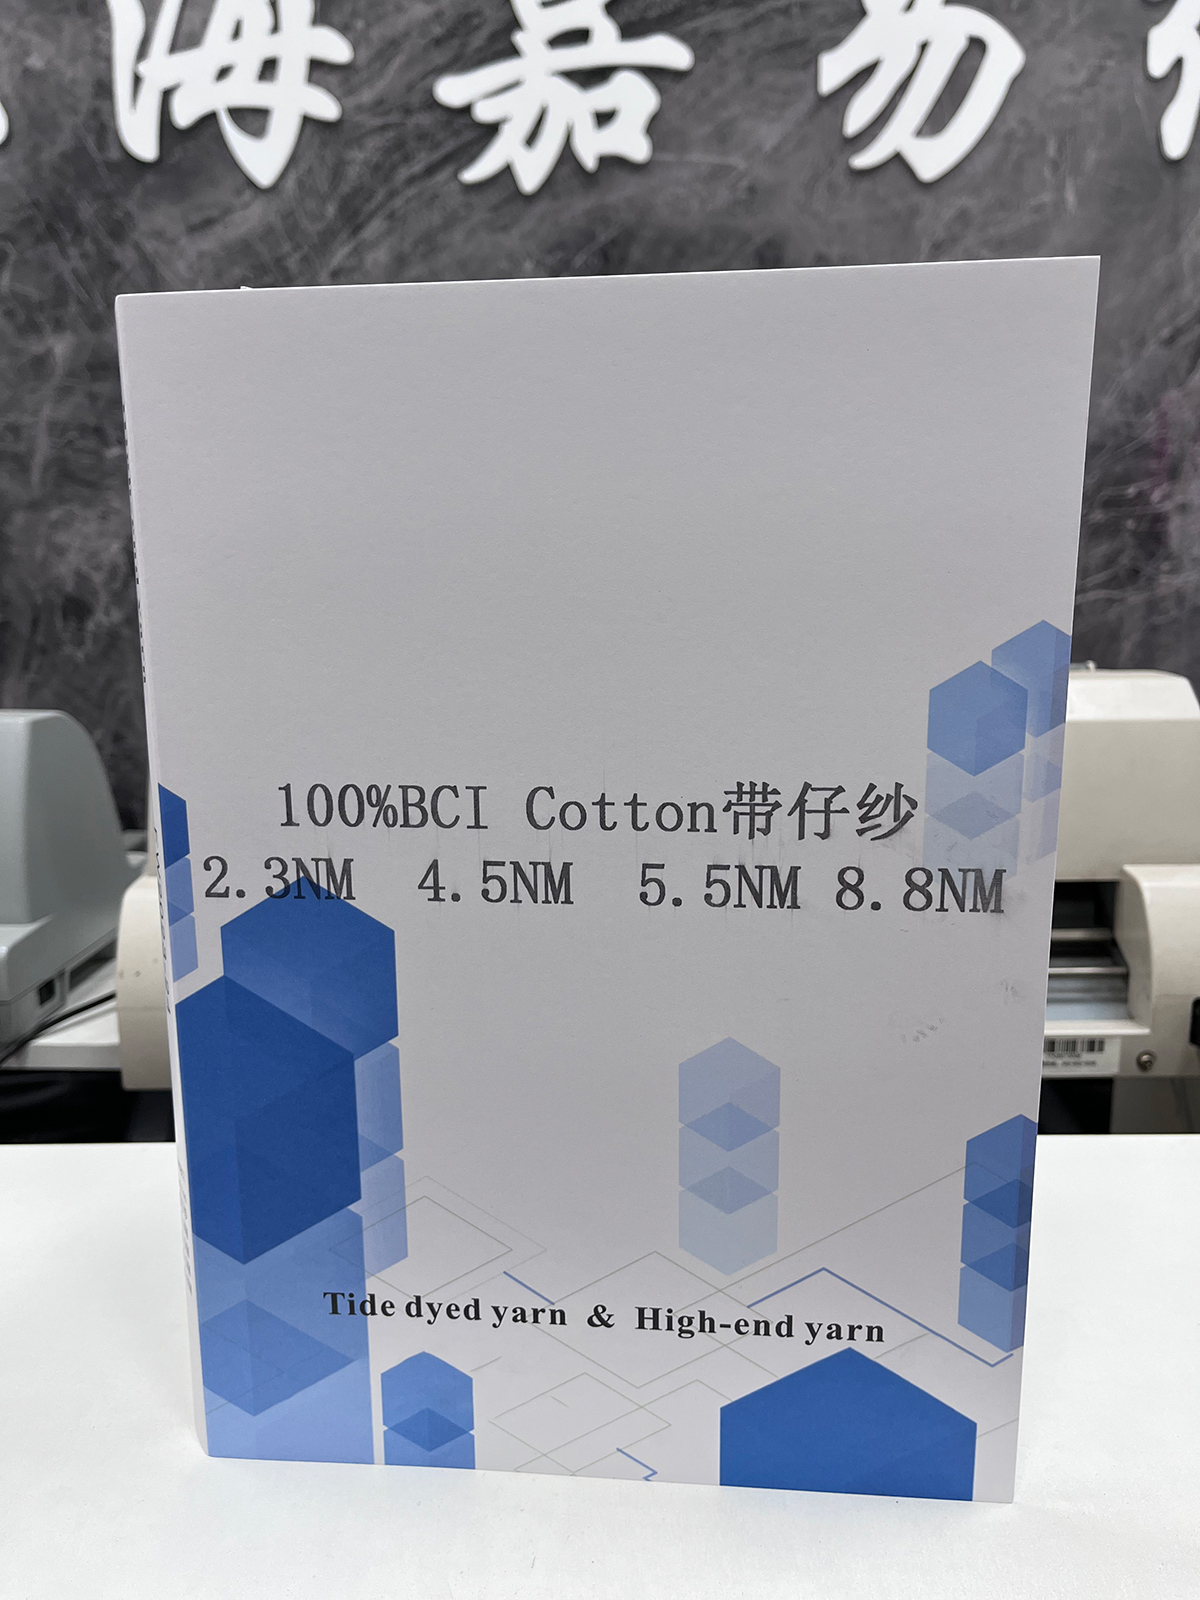 海嘉易
100%BCI Cotton带仔纱
2.3NM 4.5NM 5.5NM 8.8NM
Tide dyed yarn & High-end yarn